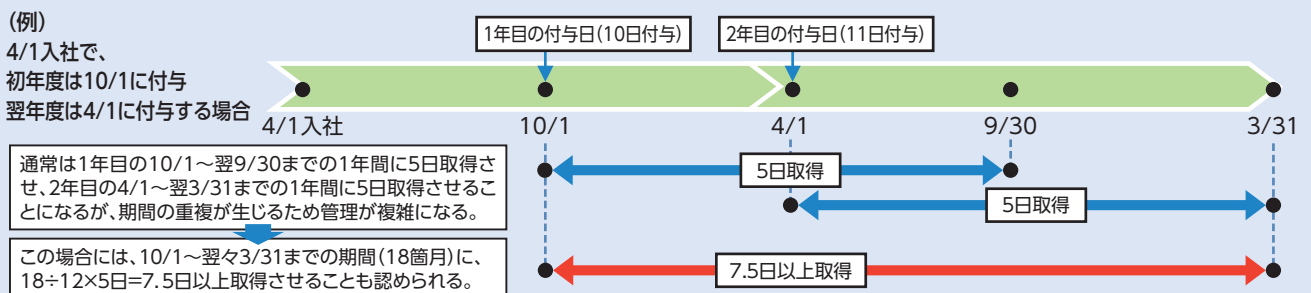 (例)
4/1入社で、
初年度は10/1に付与
翌年度は4/1に付与する場合
1年目の付与日(10日付与)
2年目の付与日(11日付与)
4/1入社
10/1
4/1
9/30
3/31
通常は1年目の10/1～翌9/30までの1年間に5日取得さ
せ、2年目の4/1～翌3/31までの1年間に5日取得させるこ
とになるが、期間の重複が生じるため管理が複雑になる。
5日取得
5日取得
この場合には、10/1～翌々3/31までの期間(18箇月)に、
18÷12×5日=7.5日以上取得させることも認められる。
7.5日以上取得